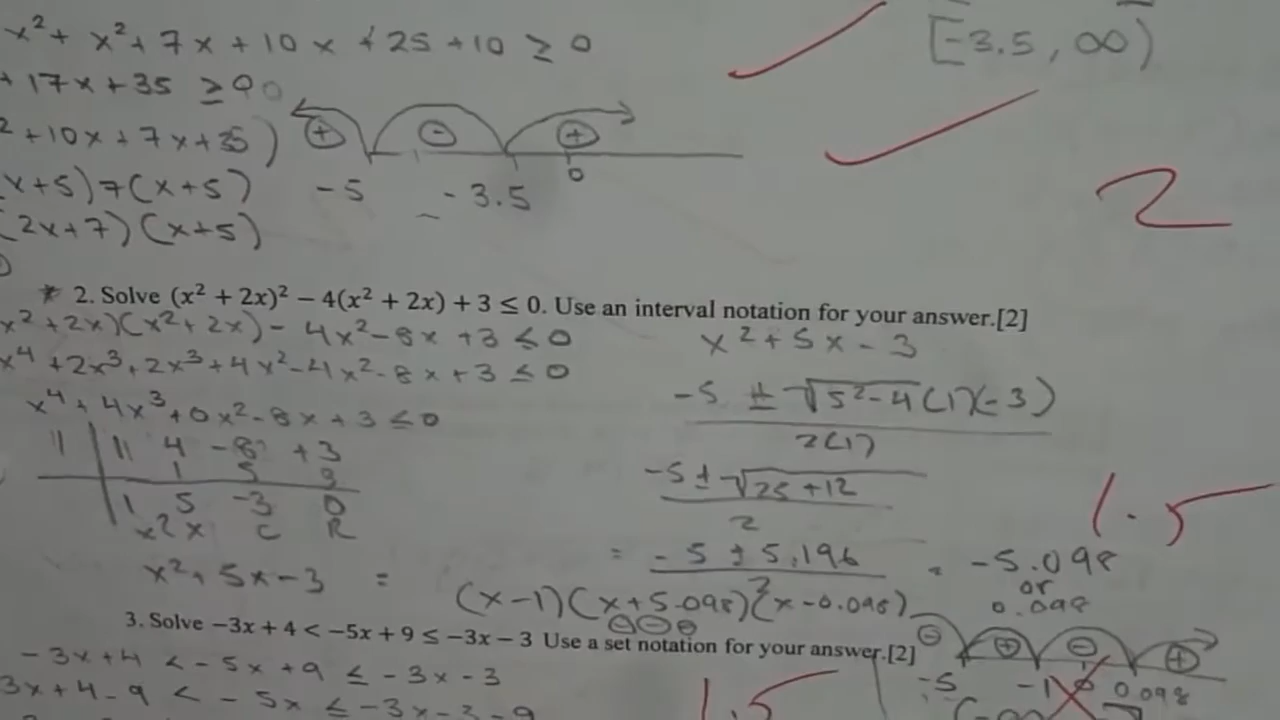 x² + x² + 7x + 10x + 25 + 10 ≥ 0
[-3.5, ∞)
+ 17x + 35 ≥ 0
² + 10x + 7x + 35)
+ - +
0
x+5) 7(x+5)
-5 -3.5
2
(2x+7)(x+5)
* 2. Solve (x² + 2x)² − 4(x² + 2x) + 3 ≤ 0. Use an interval notation for your answer.[2]
x² + 2x)(x² + 2x) - 4x² - 8x + 3 ≤ 0
x² + 5x - 3
x⁴ + 2x³ + 2x³ + 4x² - 4x² - 8x + 3 ≤ 0
-5 ± √5² - 4(1)(-3)
2(1)
x⁴ + 4x³ + 0x² - 8x + 3 ≤ 0
4 -8 +3
1 5 3
1 5 -3 0
x² x C R
-5 ± √25 + 12
2
1.5
x² + 5x - 3 =
= -5 ± 5.196
2
= -5.098
or
0.098
(x-1)(x+5.098)(x-0.098)
3. Solve −3x + 4 < −5x + 9 ≤ −3x − 3 Use a set notation for your answer.[2]
- + - +
-5 -1 0.098
-3x+4 < -5x + 9 ≤ -3x - 3
3x+4-9 < -5x ≤ -3x-3-9
1.5